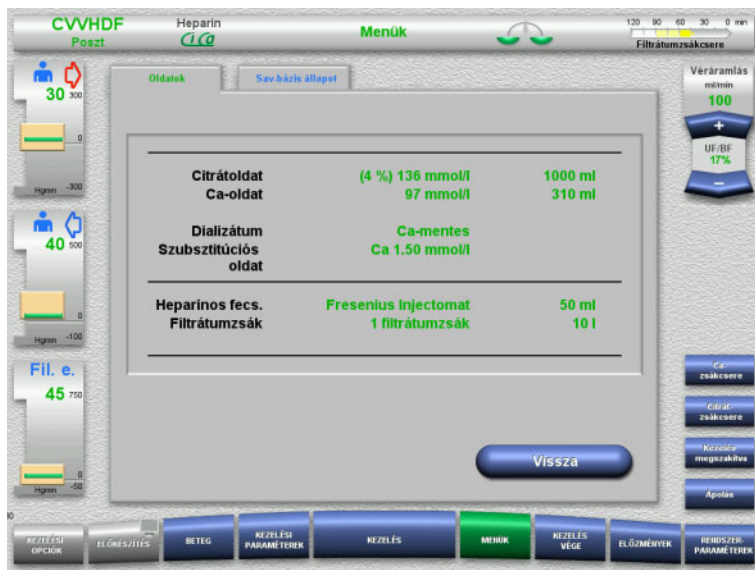 CVVHDF
Poszt
Heparin
CiCa
Menük
120 90 60 30 0 min
Filtrátumzsákcsere
30 300
0
Hgmm -300
40 500
0
Hgmm -100
Fil. e.
45 750
0
Hgmm -50
Oldatok
Sav-bázis állapot
Citrátoldat (4 %) 136 mmol/l 1000 ml
Ca-oldat 97 mmol/l 310 ml
Dializátum Ca-mentes
Szubsztitúciós Ca 1.50 mmol/l
oldat
Heparinos fecs. Fresenius Injectomat 50 ml
Filtrátumzsák 1 filtrátumzsák 10 l
Vissza
Véráramlás
ml/min
100
+
UF/BF
17%
−
Ca-
zsákcsere
Citrát-
zsákcsere
Kezelés
megszakítva
Ápolás
KEZELÉSI
OPCIÓK
ELŐKÉSZÍTÉS
BETEG
KEZELÉSI
PARAMÉTEREK
KEZELÉS
MENÜK
KEZELÉS
VÉGE
ELŐZMÉNYEK
RENDSZER-
PARAMÉTEREK